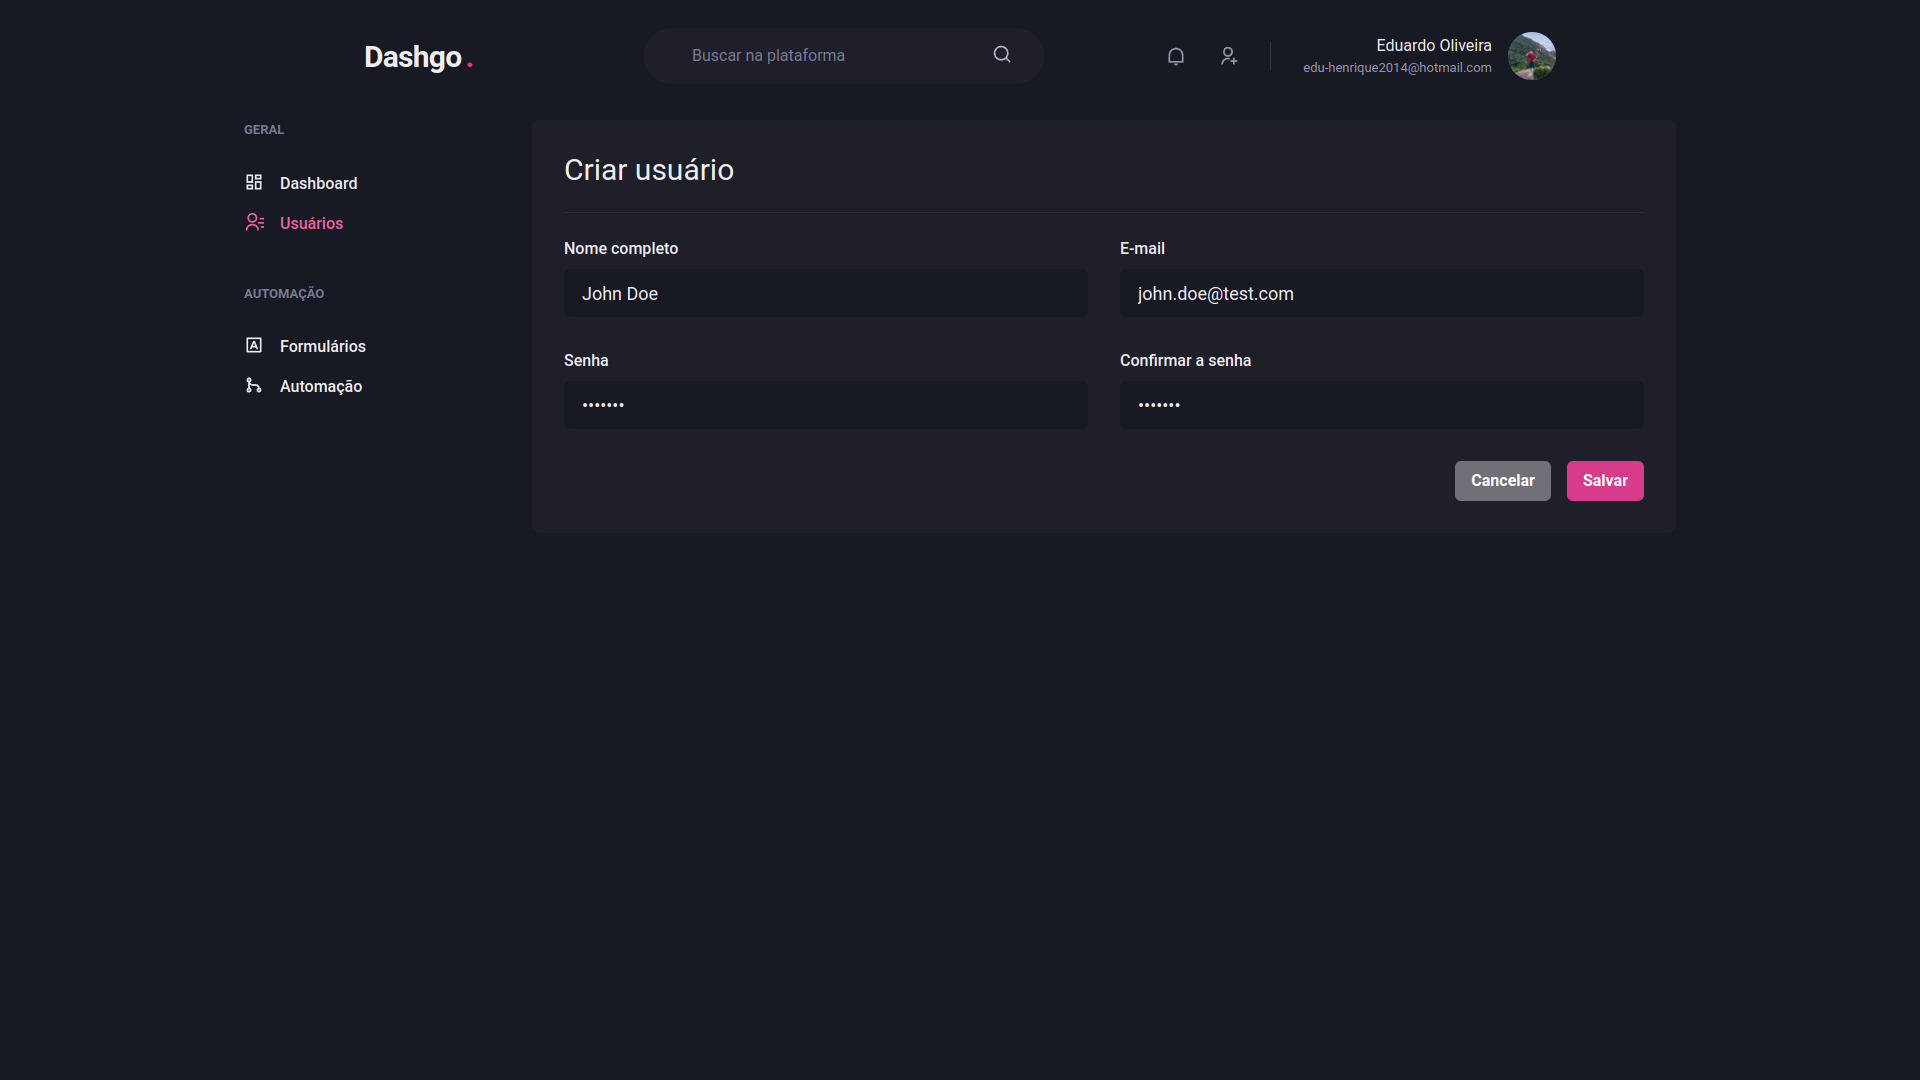 Dashgo.
Buscar na plataforma
Eduardo Oliveira
edu-henrique2014@hotmail.com
GERAL
Dashboard
Usuários
AUTOMAÇÃO
Formulários
Automação
Criar usuário
Nome completo
E-mail
John Doe
john.doe@test.com
Senha
Confirmar a senha
•••••••
•••••••
Cancelar
Salvar